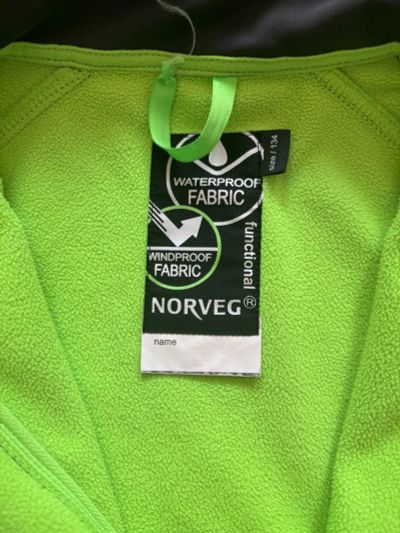 size / 134
WATERPROOF
FABRIC
functional
WINDPROOF
FABRIC
NORVEG®
name